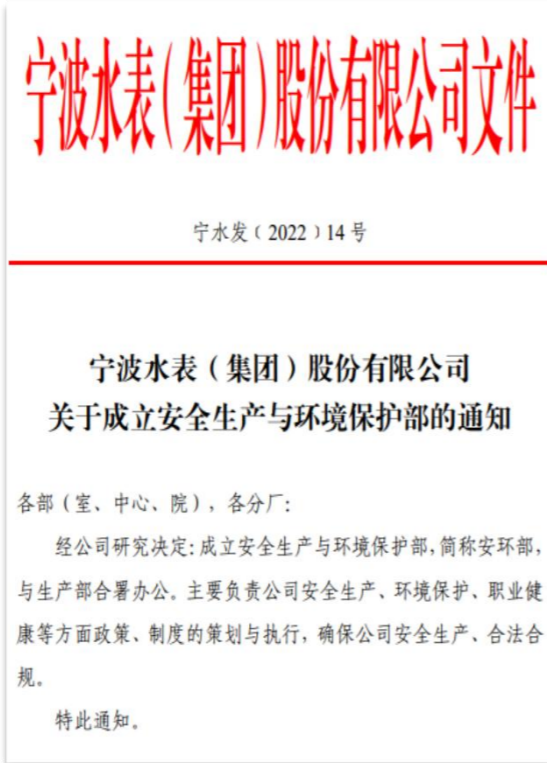 宁波水表(集团)股份有限公司文件
宁水发﹝2022﹞14 号
宁波水表(集团)股份有限公司
关于成立安全生产与环境保护部的通知
各部(室、中心、院),各分厂:
经公司研究决定:成立安全生产与环境保护部,简称安环部,
与生产部合署办公。主要负责公司安全生产、环境保护、职业健
康等方面政策、制度的策划与执行,确保公司安全生产、合法合
规。
特此通知。